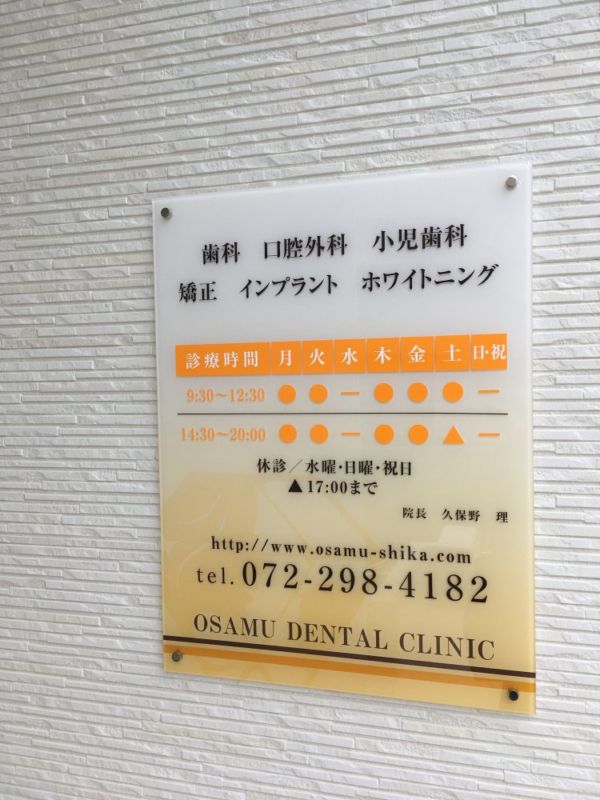 歯科 口腔外科 小児歯科
矯正 インプラント ホワイトニング
診療時間 月 火 水 木 金 土 日・祝
9:30～12:30 ● ● ー ● ● ● ー
14:30～20:00 ● ● ー ● ● ▲ ー
休診／水曜・日曜・祝日
▲17:00まで
院長 久保野 理
http://www.osamu-shika.com
tel. 072-298-4182
OSAMU DENTAL CLINIC